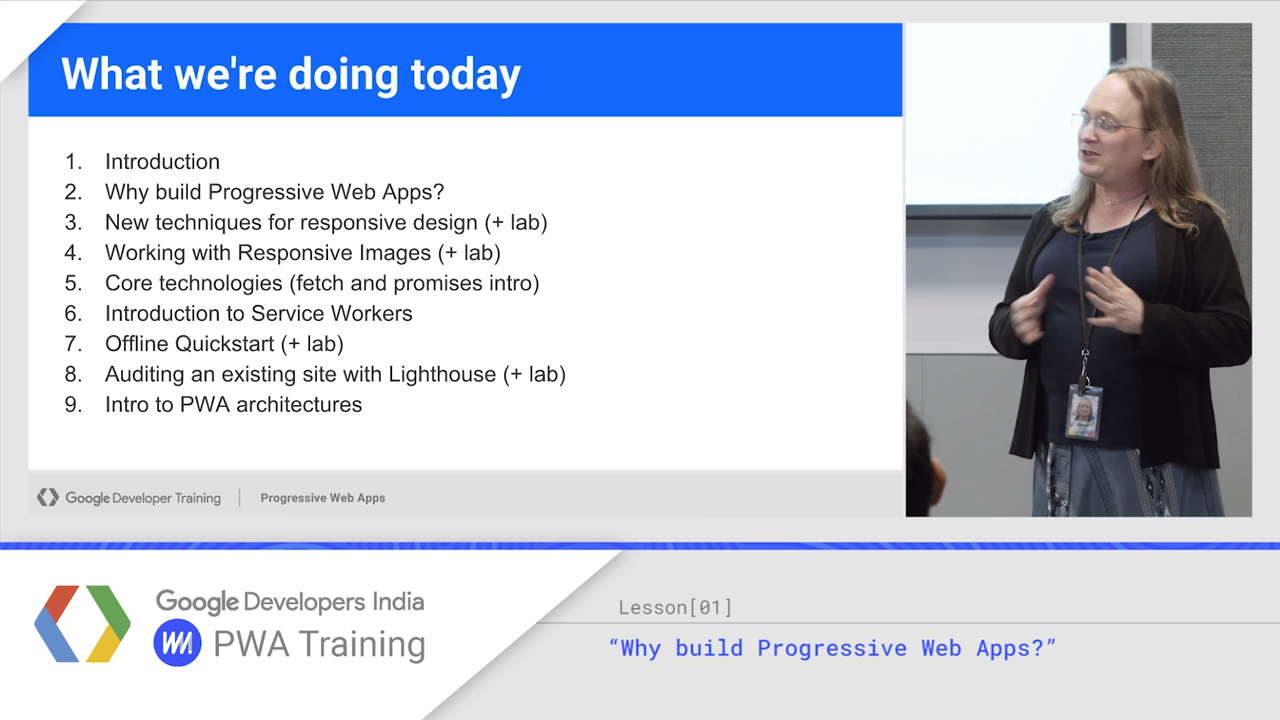 What we're doing today
1. Introduction
2. Why build Progressive Web Apps?
3. New techniques for responsive design (+ lab)
4. Working with Responsive Images (+ lab)
5. Core technologies (fetch and promises intro)
6. Introduction to Service Workers
7. Offline Quickstart (+ lab)
8. Auditing an existing site with Lighthouse (+ lab)
9. Intro to PWA architectures
Google Developer Training | Progressive Web Apps
Google Developers India
PWA Training
Lesson[01]
“Why build Progressive Web Apps?”